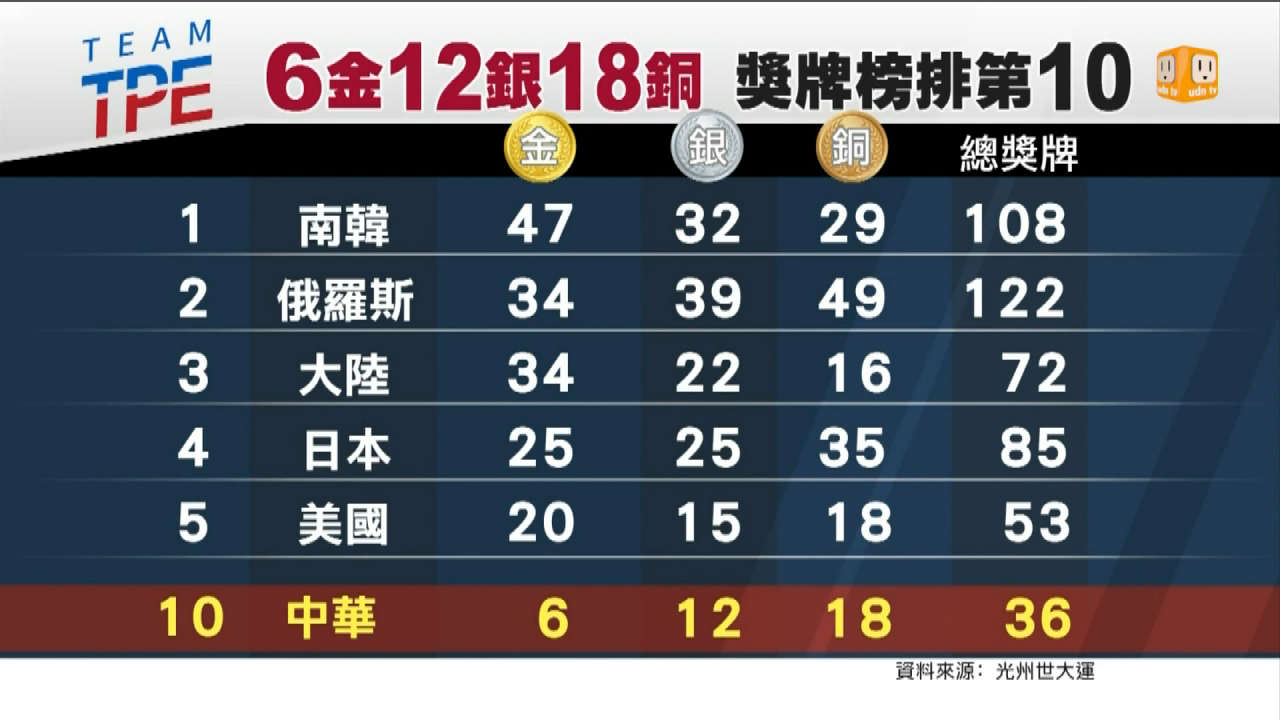 TEAM
TPE
6金12銀18銅 獎牌榜排第10
udn tv udn tv
金 銀 銅 總獎牌
1 南韓 47 32 29 108
2 俄羅斯 34 39 49 122
3 大陸 34 22 16 72
4 日本 25 25 35 85
5 美國 20 15 18 53
10 中華 6 12 18 36
資料來源：光州世大運